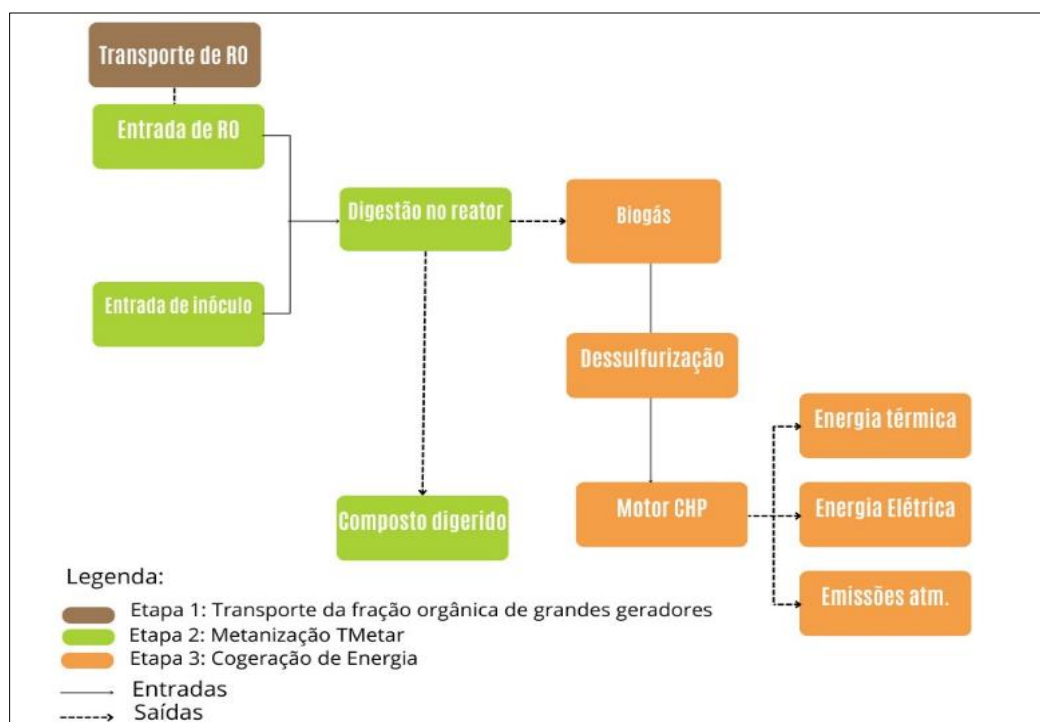 Transporte de RO
Entrada de RO
Digestão no reator
Biogás
Entrada de inóculo
Dessulfurização
Energia térmica
Motor CHP
Energia Elétrica
Composto digerido
Emissões atm.
Legenda:
Etapa 1: Transporte da fração orgânica de grandes geradores
Etapa 2: Metanização TMetar
Etapa 3: Cogeração de Energia
Entradas
Saídas